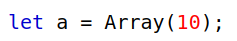 let a = Array(10);